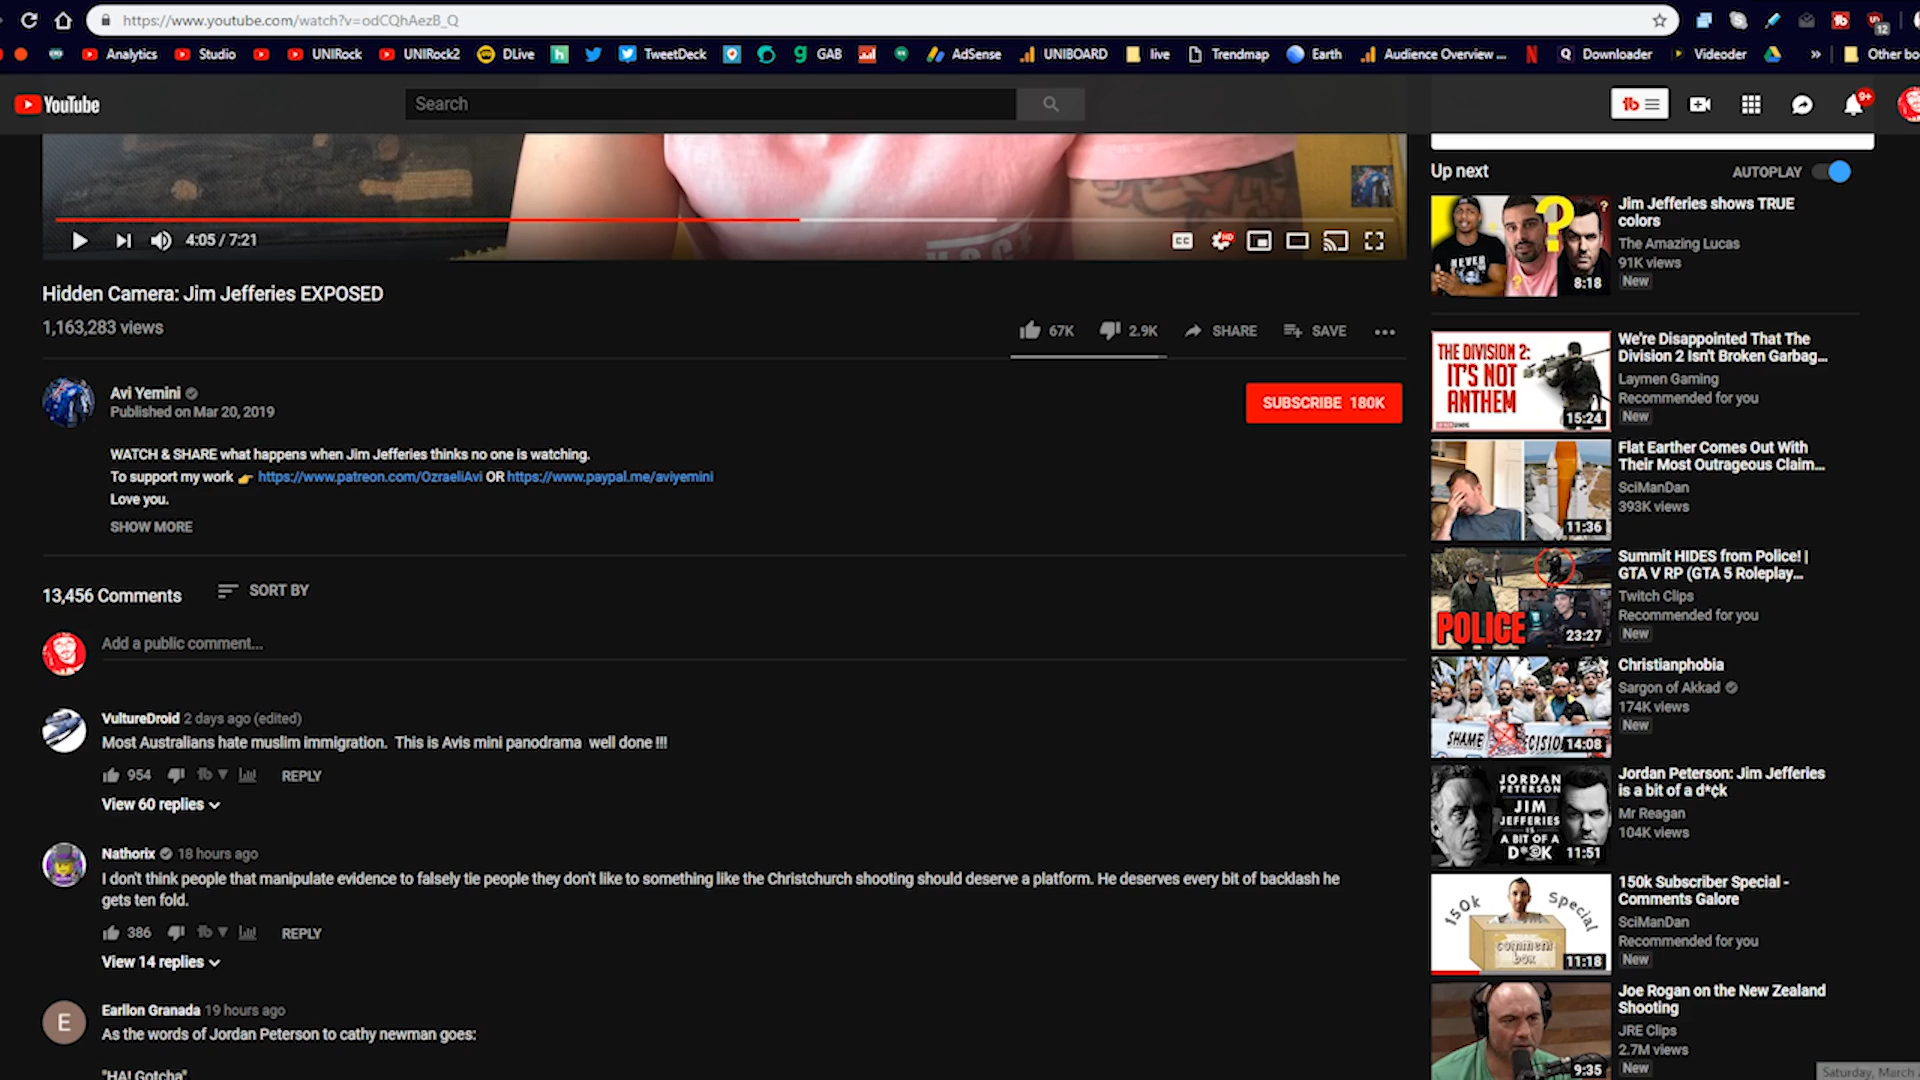 https://www.youtube.com/watch?v=odCQhAezB_Q
12
Analytics
Studio
UNIRock
UNIRock2
DLive
TweetDeck
GAB
AdSense
UNIBOARD
live
Trendmap
Earth
Audience Overview ...
Downloader
Videoder
»
Other bo
YouTube
Search
9+
4:05 / 7:21
CC
HD
Hidden Camera: Jim Jefferies EXPOSED
1,163,283 views
67K
2.9K
SHARE
SAVE
Avi Yemini
Published on Mar 20, 2019
SUBSCRIBE 180K
WATCH & SHARE what happens when Jim Jefferies thinks no one is watching.
To support my work 👉 https://www.patreon.com/OzraeliAvi OR https://www.paypal.me/aviyemini
Love you.
SHOW MORE
13,456 Comments
SORT BY
Add a public comment...
VultureDroid 2 days ago (edited)
Most Australians hate muslim immigration. This is Avis mini panodrama well done !!!
954
REPLY
View 60 replies
Nathorix 18 hours ago
I don't think people that manipulate evidence to falsely tie people they don't like to something like the Christchurch shooting should deserve a platform. He deserves every bit of backlash he
gets ten fold.
386
REPLY
View 14 replies
E
Earllon Granada 19 hours ago
As the words of Jordan Peterson to cathy newman goes:
"HA! Gotcha"
Up next
AUTOPLAY
NEVER
8:18
Jim Jefferies shows TRUE
colors
The Amazing Lucas
91K views
New
THE DIVISION 2:
IT'S NOT
ANTHEM
15:24
We're Disappointed That The
Division 2 Isn't Broken Garbag...
Laymen Gaming
Recommended for you
New
11:36
Flat Earther Comes Out With
Their Most Outrageous Claim...
SciManDan
393K views
POLICE
23:27
Summit HIDES from Police! |
GTA V RP (GTA 5 Roleplay...
Twitch Clips
Recommended for you
New
SHAME
CISIO
14:08
Christianphobia
Sargon of Akkad
174K views
New
JORDAN
PETERSON:
JIM
JEFFERIES
IS
A BIT OF A
D*©K
11:51
Jordan Peterson: Jim Jefferies
is a bit of a d*¢k
Mr Reagan
104K views
150k
Special
comment
box
11:18
150k Subscriber Special -
Comments Galore
SciManDan
Recommended for you
New
9:35
Joe Rogan on the New Zealand
Shooting
JRE Clips
2.7M views
New
Saturday, March